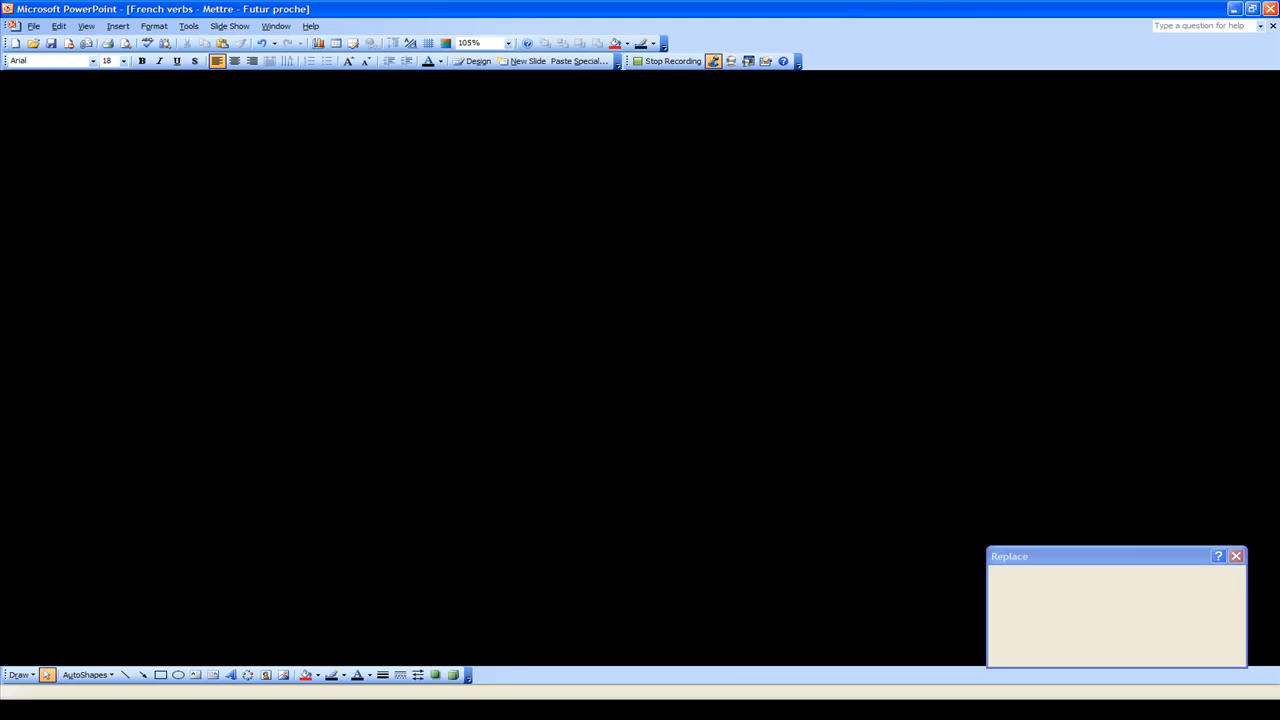 Microsoft PowerPoint - [French verbs - Mettre - Futur proche]
File Edit View Insert Format Tools Slide Show Window Help
Type a question for help
105%
Arial 18 B I U S A A A Design New Slide Paste Special... Stop Recording
Replace
Draw AutoShapes A